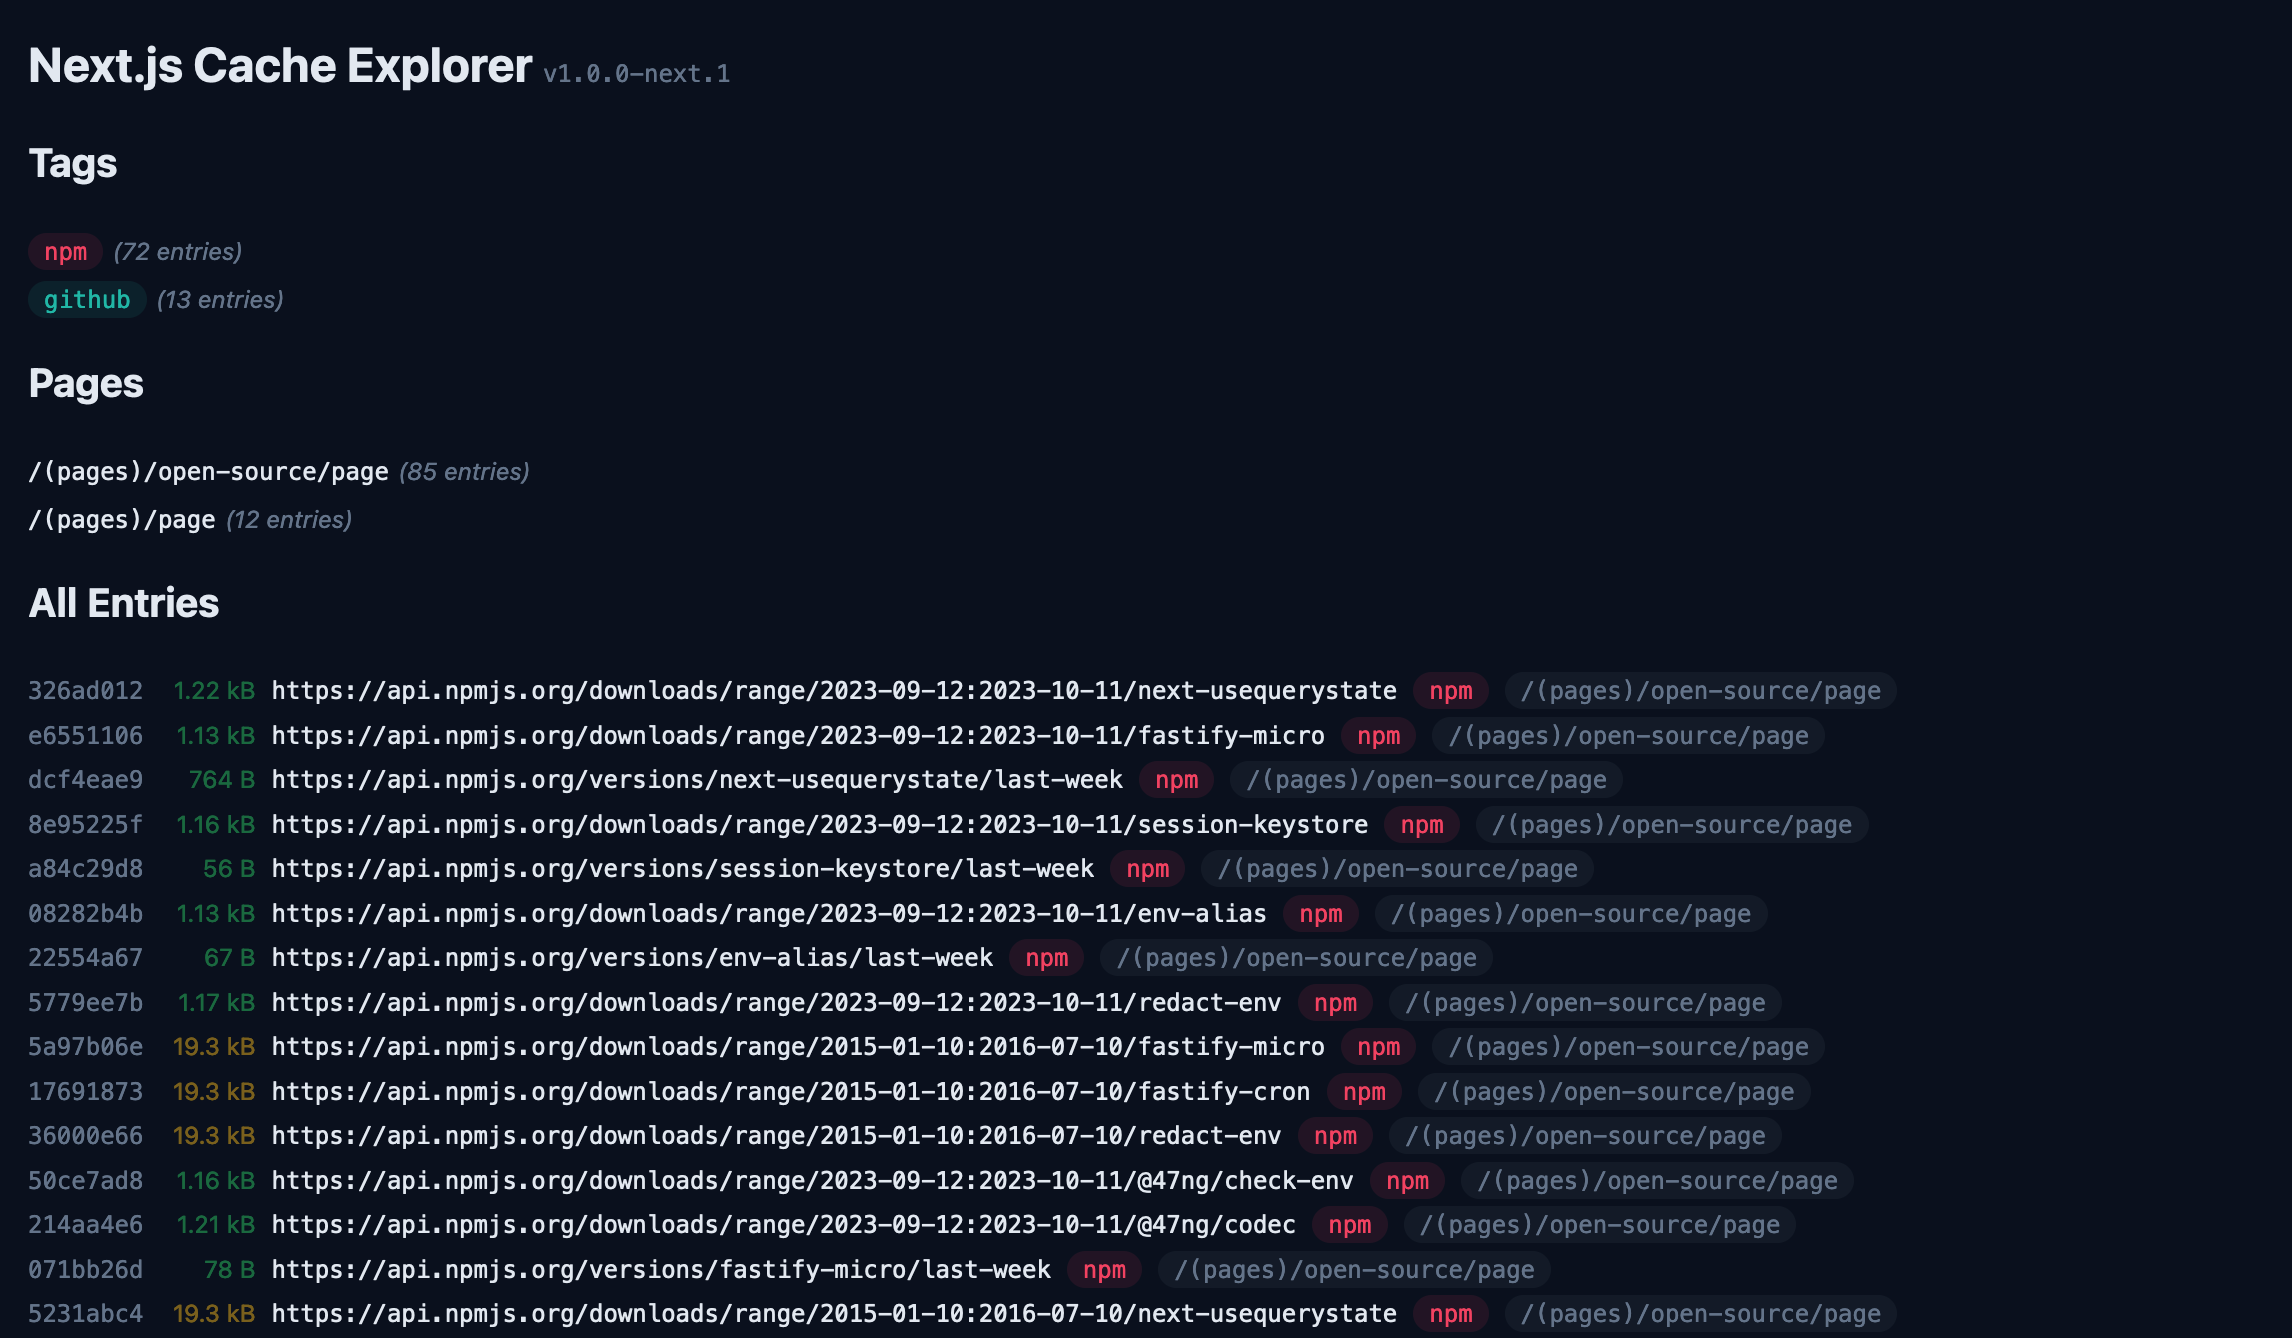 Next.js Cache Explorer v1.0.0-next.1
Tags
npm (72 entries)
github (13 entries)
Pages
/(pages)/open-source/page (85 entries)
/(pages)/page (12 entries)
All Entries
326ad012 1.22 kB https://api.npmjs.org/downloads/range/2023-09-12:2023-10-11/next-usequerystate npm /(pages)/open-source/page
e6551106 1.13 kB https://api.npmjs.org/downloads/range/2023-09-12:2023-10-11/fastify-micro npm /(pages)/open-source/page
dcf4eae9 764 B https://api.npmjs.org/versions/next-usequerystate/last-week npm /(pages)/open-source/page
8e95225f 1.16 kB https://api.npmjs.org/downloads/range/2023-09-12:2023-10-11/session-keystore npm /(pages)/open-source/page
a84c29d8 56 B https://api.npmjs.org/versions/session-keystore/last-week npm /(pages)/open-source/page
08282b4b 1.13 kB https://api.npmjs.org/downloads/range/2023-09-12:2023-10-11/env-alias npm /(pages)/open-source/page
22554a67 67 B https://api.npmjs.org/versions/env-alias/last-week npm /(pages)/open-source/page
5779ee7b 1.17 kB https://api.npmjs.org/downloads/range/2023-09-12:2023-10-11/redact-env npm /(pages)/open-source/page
5a97b06e 19.3 kB https://api.npmjs.org/downloads/range/2015-01-10:2016-07-10/fastify-micro npm /(pages)/open-source/page
17691873 19.3 kB https://api.npmjs.org/downloads/range/2015-01-10:2016-07-10/fastify-cron npm /(pages)/open-source/page
36000e66 19.3 kB https://api.npmjs.org/downloads/range/2015-01-10:2016-07-10/redact-env npm /(pages)/open-source/page
50ce7ad8 1.16 kB https://api.npmjs.org/downloads/range/2023-09-12:2023-10-11/@47ng/check-env npm /(pages)/open-source/page
214aa4e6 1.21 kB https://api.npmjs.org/downloads/range/2023-09-12:2023-10-11/@47ng/codec npm /(pages)/open-source/page
071bb26d 78 B https://api.npmjs.org/versions/fastify-micro/last-week npm /(pages)/open-source/page
5231abc4 19.3 kB https://api.npmjs.org/downloads/range/2015-01-10:2016-07-10/next-usequerystate npm /(pages)/open-source/page